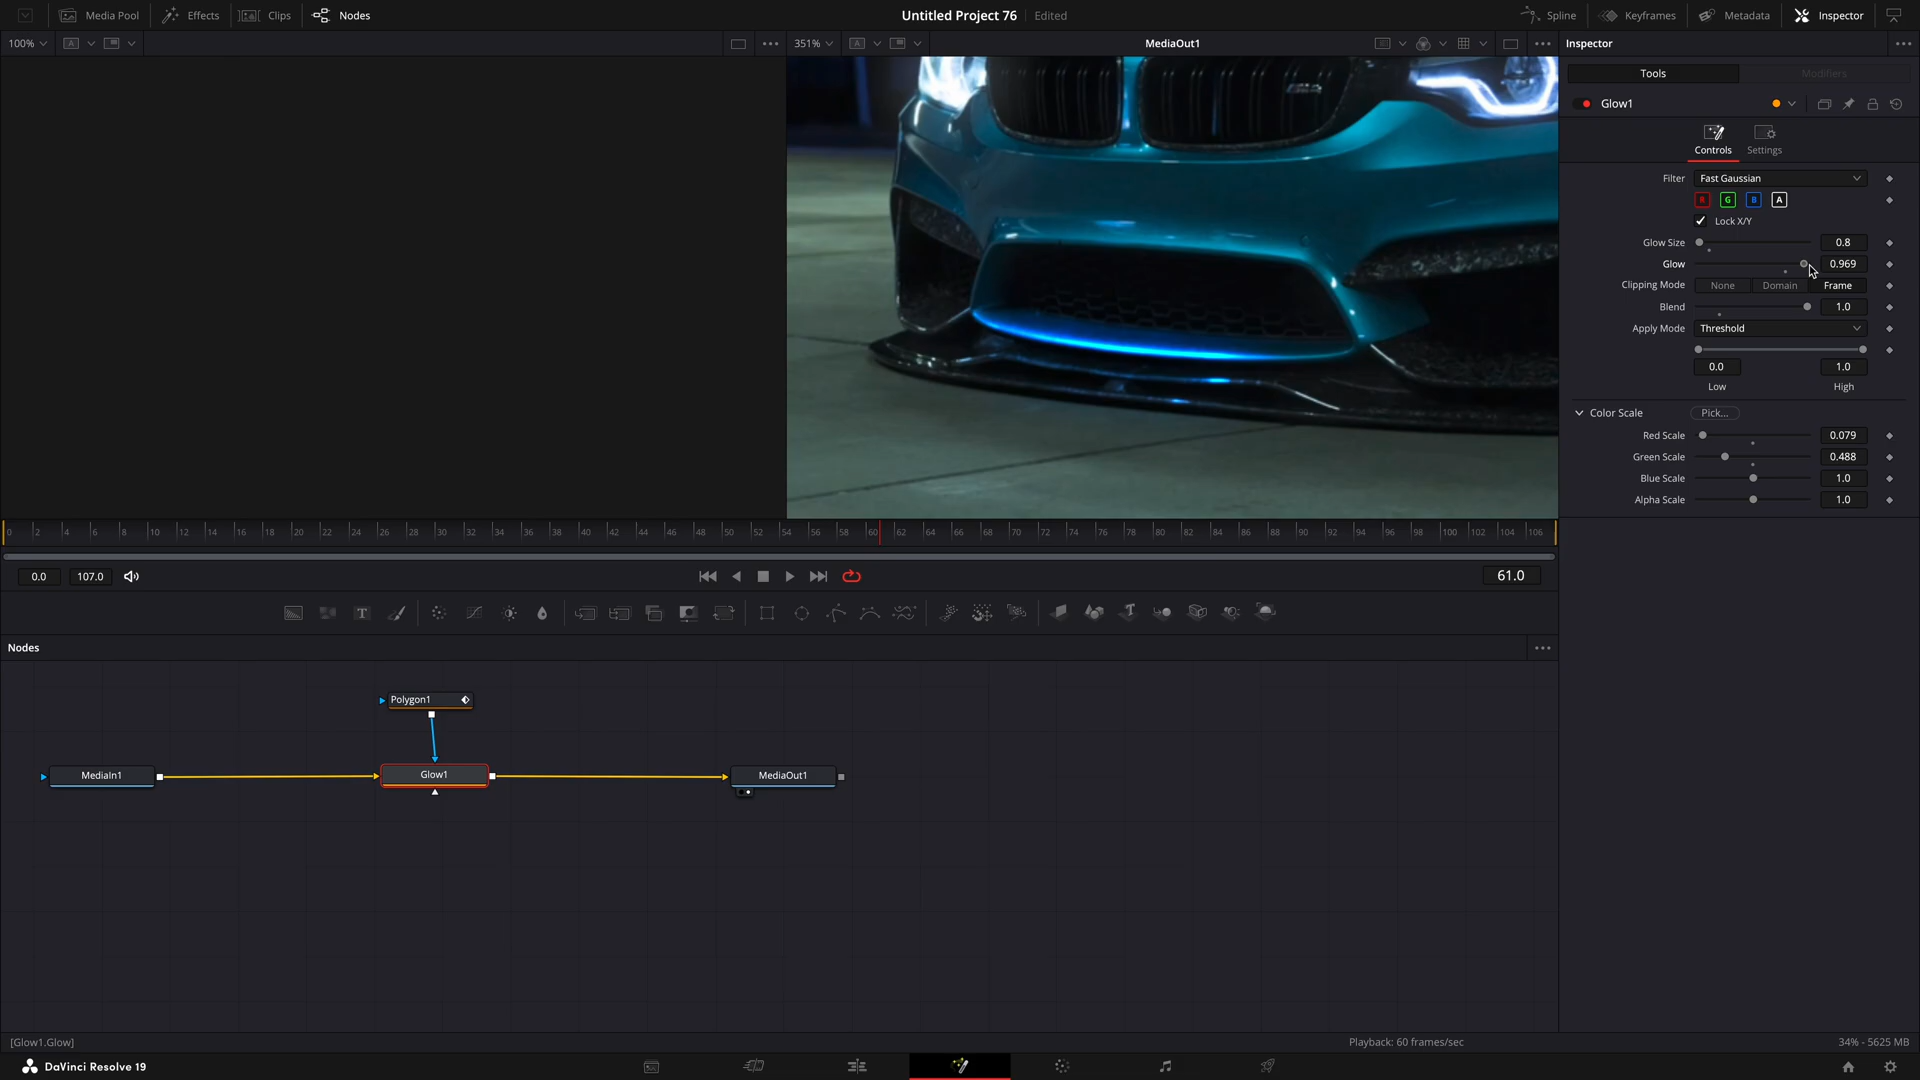 Media Pool Effects Clips Nodes Untitled Project 76 Edited Spline Keyframes Metadata Inspector
100% 351% MediaOut1 Inspector
Tools Modifiers
Glow1
Controls Settings
Filter Fast Gaussian
R G B A
Lock X/Y
Glow Size 0.8
Glow 0.969
Clipping Mode None Domain Frame
Blend 1.0
Apply Mode Threshold
0.0 1.0
Low High
Color Scale Pick...
Red Scale 0.079
Green Scale 0.488
Blue Scale 1.0
Alpha Scale 1.0
0 2 4 6 8 10 12 14 16 18 20 22 24 26 28 30 32 34 36 38 40 42 44 46 48 50 52 54 56 58 60 62 64 66 68 70 72 74 76 78 80 82 84 86 88 90 92 94 96 98 100 102 104 106
0.0 107.0 61.0
Nodes
Polygon1
MediaIn1 Glow1 MediaOut1
[Glow1.Glow] Playback: 60 frames/sec 34% - 5625 MB
DaVinci Resolve 19